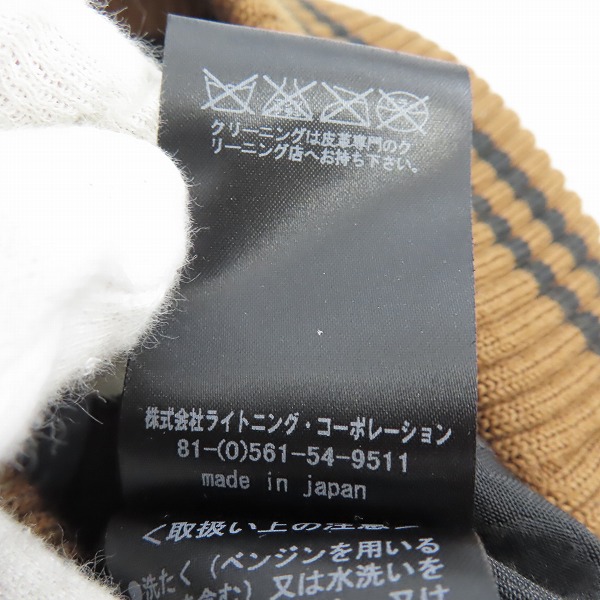 クリーニングは皮革専門のク
リーニング店へお持ち下さい。
株式会社ライトニング・コーポレーション
81-(0)561-54-9511
made in japan
＜取扱い上の注意＞
●洗たく（ベンジンを用いる
含む）又は水洗いを
又は